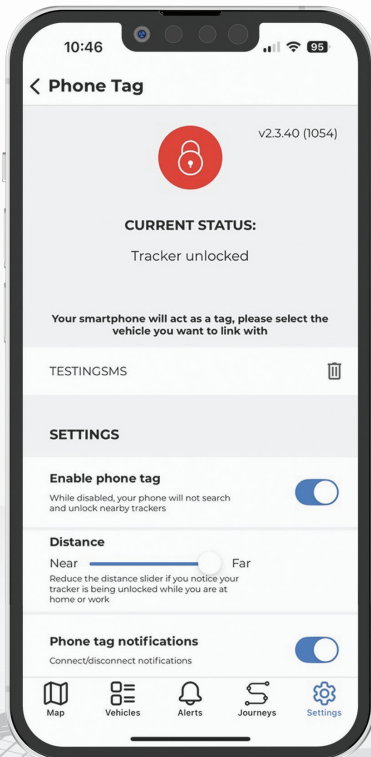 10:46
95
Phone Tag
v2.3.40 (1054)
CURRENT STATUS:
Tracker unlocked
Your smartphone will act as a tag, please select the
vehicle you want to link with
TESTINGSMS
SETTINGS
Enable phone tag
While disabled, your phone will not search
and unlock nearby trackers
Distance
Near Far
Reduce the distance slider if you notice your
tracker is being unlocked while you are at
home or work
Phone tag notifications
Connect/disconnect notifications
Map Vehicles Alerts Journeys Settings